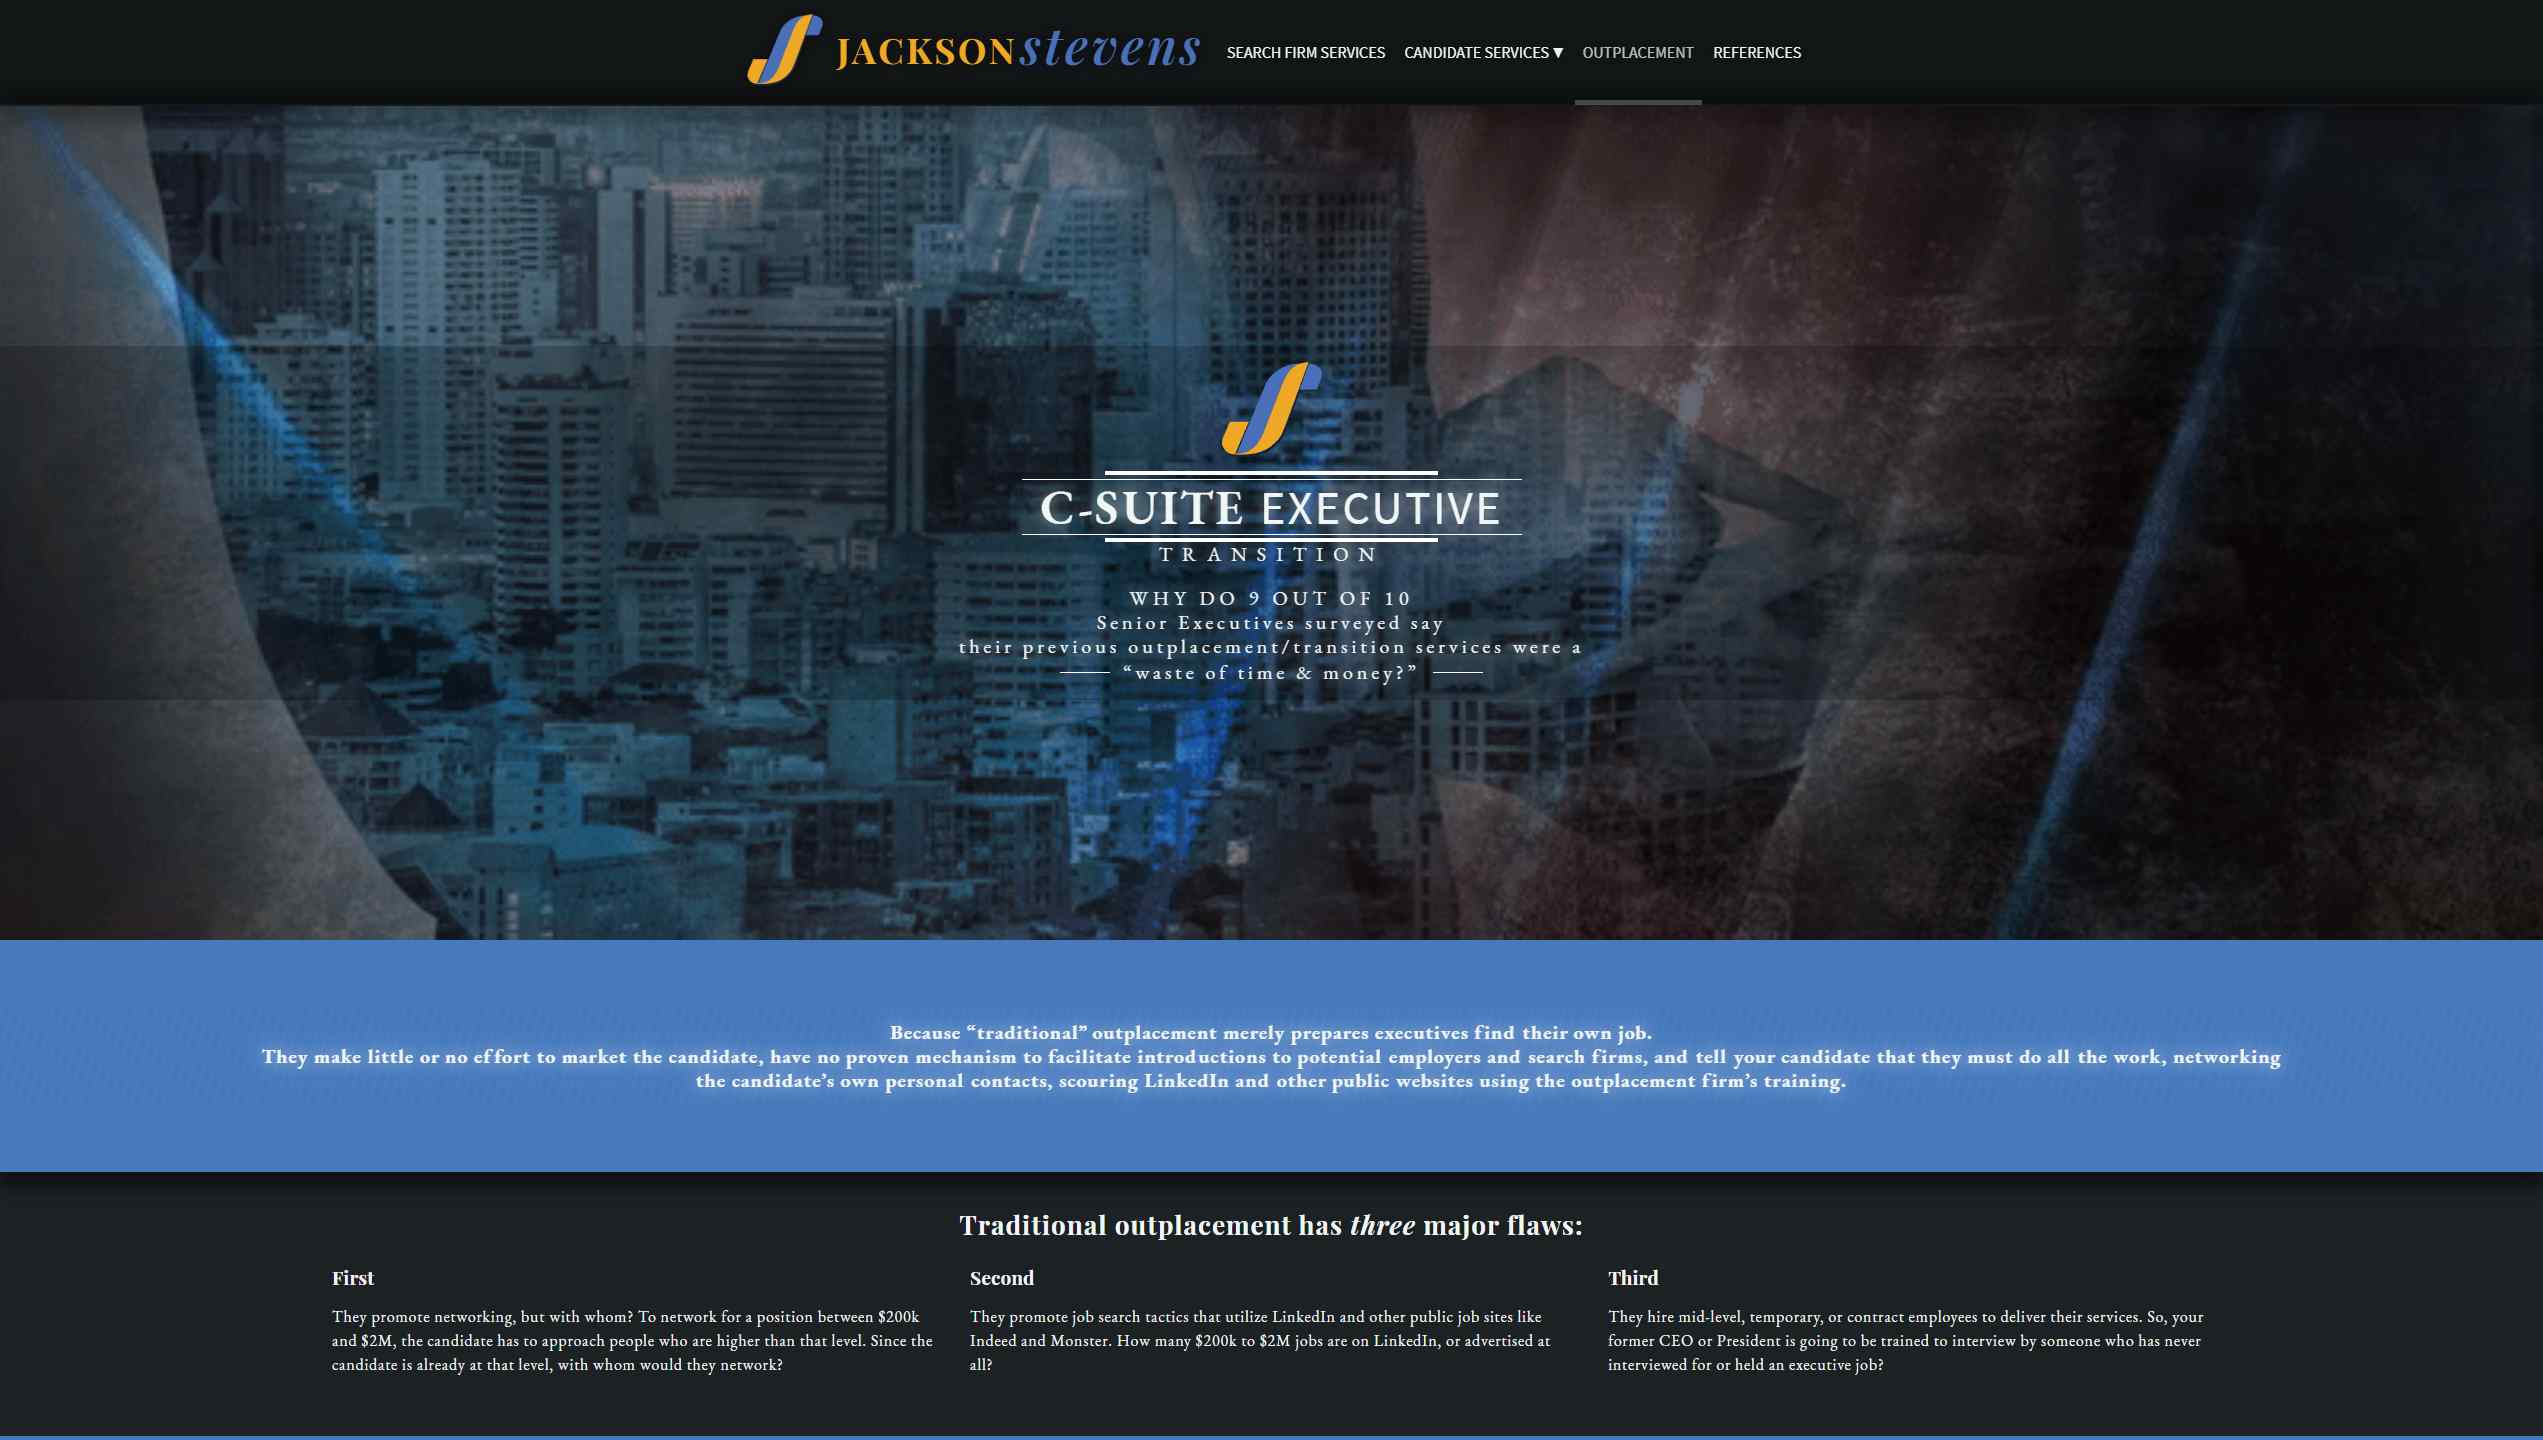 JACKSON stevens
SEARCH FIRM SERVICES
CANDIDATE SERVICES ▼
OUTPLACEMENT
REFERENCES
C-SUITE EXECUTIVE
TRANSITION
WHY DO 9 OUT OF 10
Senior Executives surveyed say
their previous outplacement/transition services were a
“waste of time & money?”
Because “traditional” outplacement merely prepares executives find their own job.
They make little or no effort to market the candidate, have no proven mechanism to facilitate introductions to potential employers and search firms, and tell your candidate that they must do all the work, networking
the candidate’s own personal contacts, scouring LinkedIn and other public websites using the outplacement firm’s training.
Traditional outplacement has three major flaws:
First
They promote networking, but with whom? To network for a position between $200k
and $2M, the candidate has to approach people who are higher than that level. Since the
candidate is already at that level, with whom would they network?
Second
They promote job search tactics that utilize LinkedIn and other public job sites like
Indeed and Monster. How many $200k to $2M jobs are on LinkedIn, or advertised at
all?
Third
They hire mid-level, temporary, or contract employees to deliver their services. So, your
former CEO or President is going to be trained to interview by someone who has never
interviewed for or held an executive job?